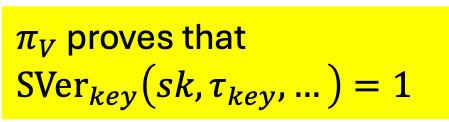 π_V proves that
SVer_key(sk, τ_key, … ) = 1